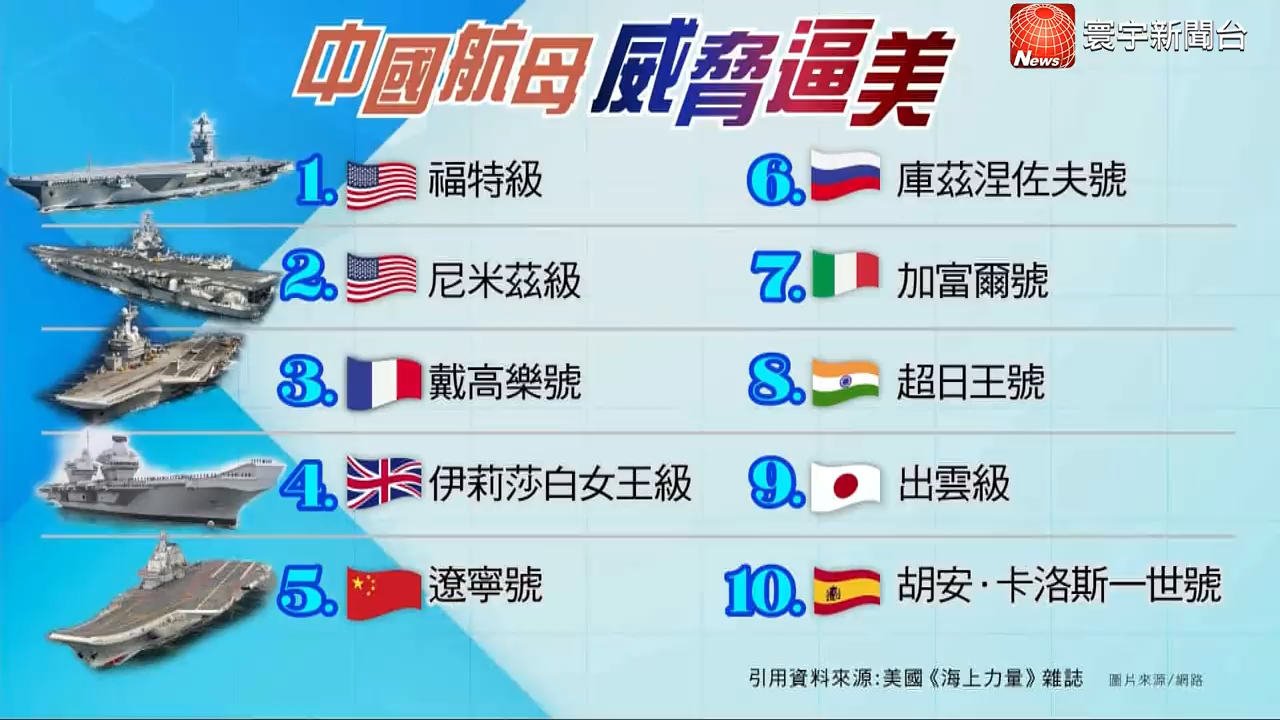 中國航母 威脅逼美
News 寰宇新聞台
1. 福特級
2. 尼米茲級
3. 戴高樂號
4. 伊莉莎白女王級
5. 遼寧號
6. 庫茲涅佐夫號
7. 加富爾號
8. 超日王號
9. 出雲級
10. 胡安·卡洛斯一世號
引用資料來源:美國《海上力量》雜誌
圖片來源/網路